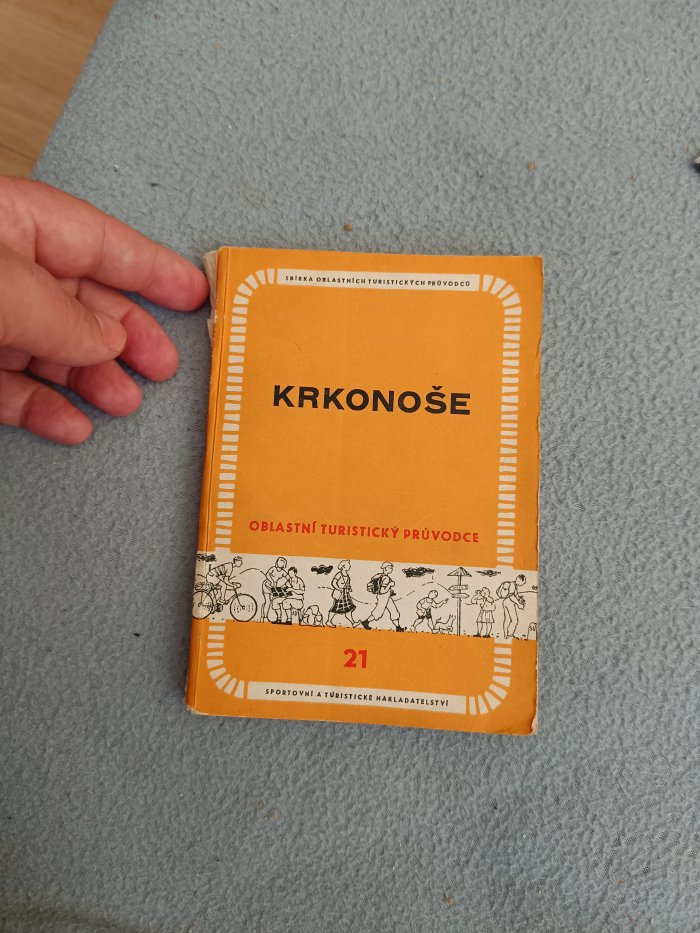 SBÍRKA OBLASTNÍCH TURISTICKÝCH PRŮVODCŮ
KRKONOŠE
OBLASTNÍ TURISTICKÝ PRŮVODCE
21
SPORTOVNÍ A TURISTICKÉ NAKLADATELSTVÍ